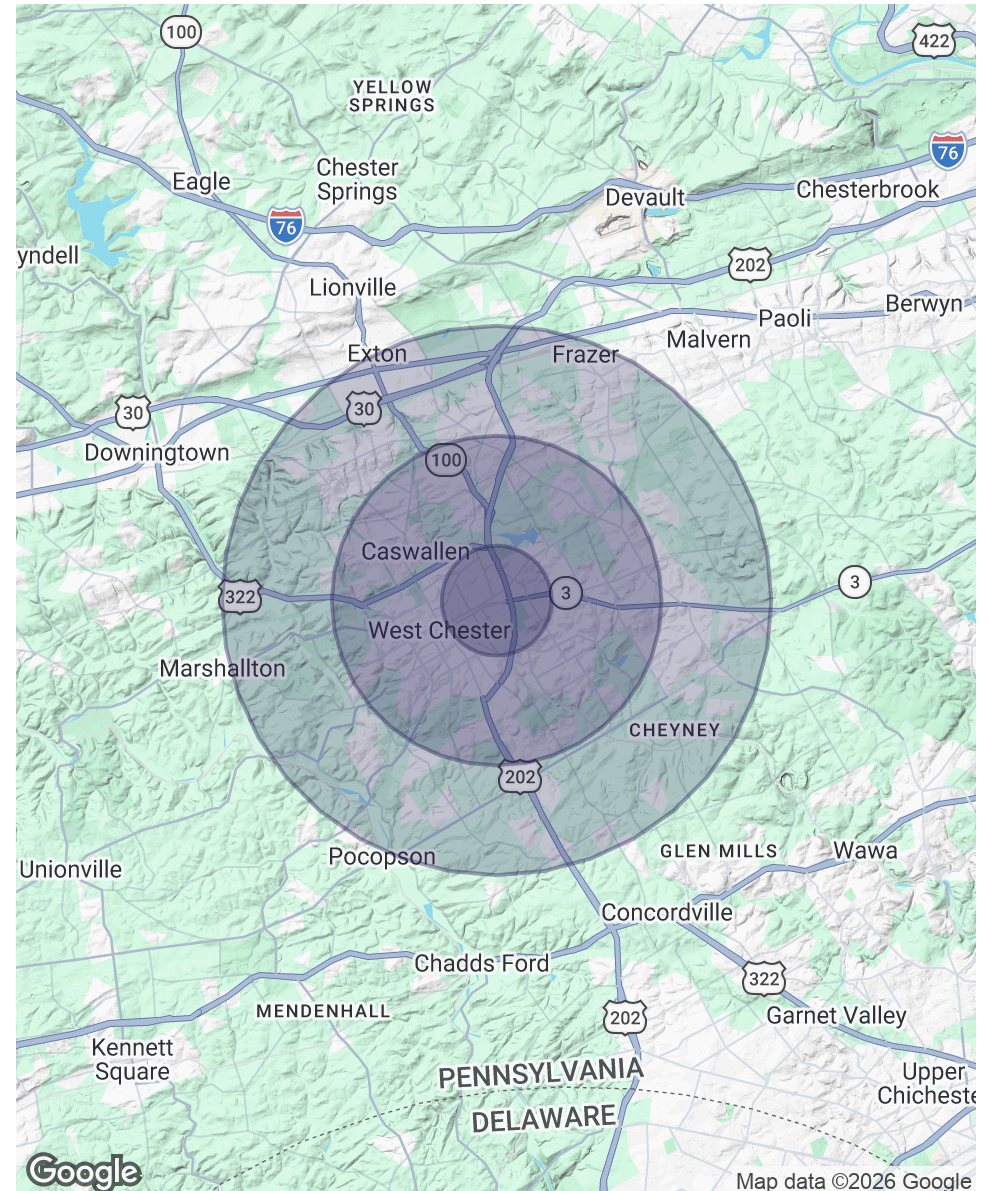 100
422
YELLOW
SPRINGS
76
Chester
Springs
Eagle
Devault
Chesterbrook
76
yndell
202
Lionville
Berwyn
Paoli
Malvern
Exton
Frazer
30
30
Downingtown
100
Caswallen
3
3
322
West Chester
Marshallton
CHEYNEY
202
GLEN MILLS
Wawa
Pocopson
Unionville
Concordville
Chadds Ford
322
MENDENHALL
202
Garnet Valley
Kennett
Square
PENNSYLVANIA
Upper
Chicheste
DELAWARE
Google
Map data ©2026 Google